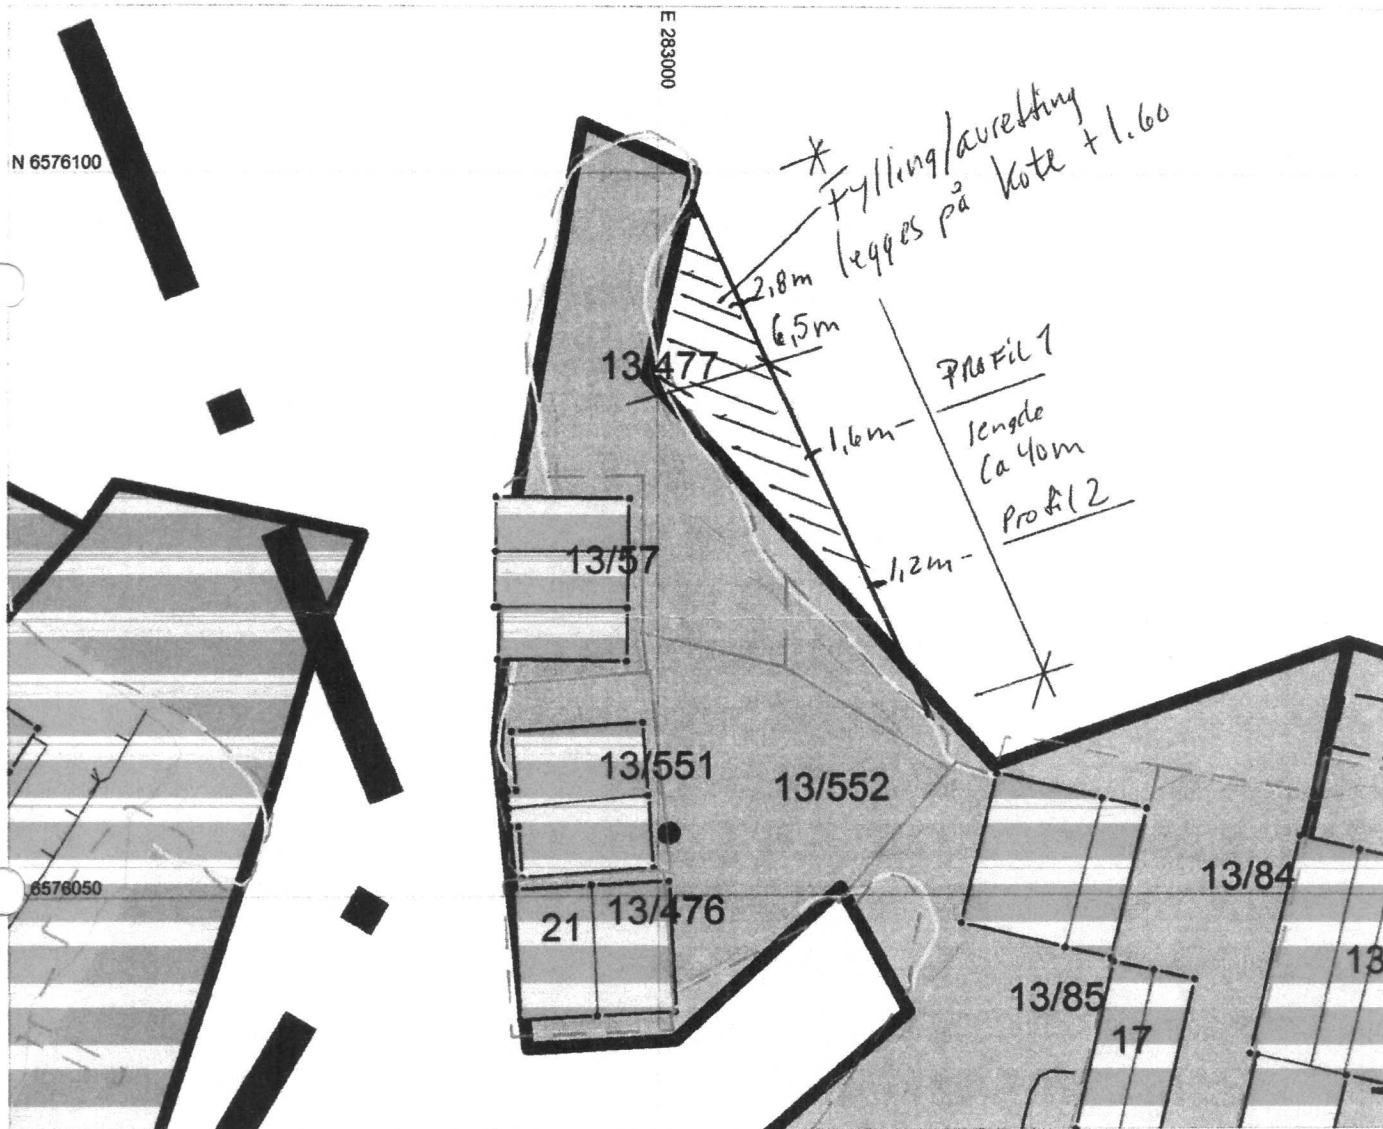 E 283000
N 6576100
Fylling/avretting
legges på kote +1.60
2,8m
6,5m
13/477
PROFIL 1
1,6m
lengde
ca 40m
Profil 2
13/57
1,2m
13/551
13/552
13/84
6576050
21
13/476
13
13/85
17